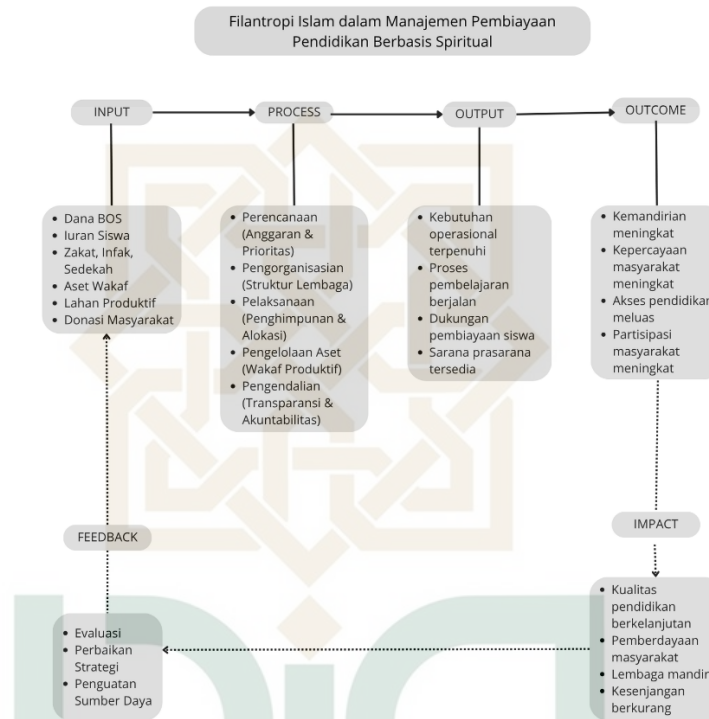 Filantropi Islam dalam Manajemen Pembiayaan
Pendidikan Berbasis Spiritual
INPUT
PROCESS
OUTPUT
OUTCOME
• Dana BOS
• Iuran Siswa
• Zakat, Infak,
Sedekah
• Aset Wakaf
• Lahan Produktif
• Donasi Masyarakat
• Perencanaan
(Anggaran &
Prioritas)
• Pengorganisasian
(Struktur Lembaga)
• Pelaksanaan
(Penghimpunan &
Alokasi)
• Pengelolaan Aset
(Wakaf Produktif)
• Pengendalian
(Transparansi &
Akuntabilitas)
• Kebutuhan
operasional
terpenuhi
• Proses
pembelajaran
berjalan
• Dukungan
pembiayaan siswa
• Sarana prasarana
tersedia
• Kemandirian
meningkat
• Kepercayaan
masyarakat
meningkat
• Akses pendidikan
meluas
• Partisipasi
masyarakat
meningkat
FEEDBACK
IMPACT
• Evaluasi
• Perbaikan
Strategi
• Penguatan
Sumber Daya
• Kualitas
pendidikan
berkelanjutan
• Pemberdayaan
masyarakat
• Lembaga mandiri
• Kesenjangan
berkurang